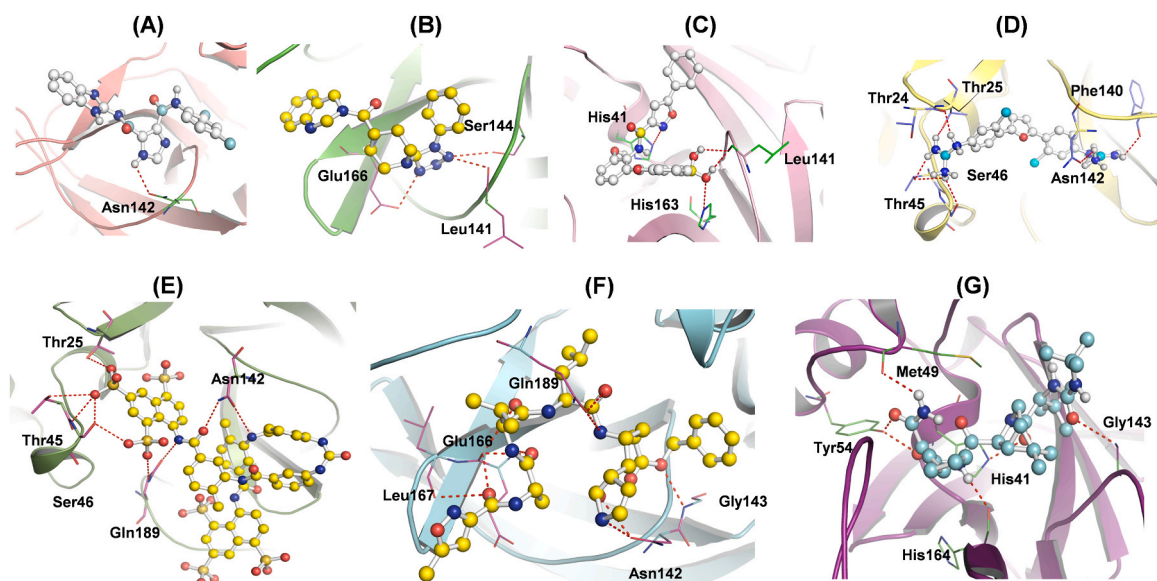 (A)
Asn142
(B)
Ser144
Glu166
Leu141
(C)
His41
Leu141
His163
(D)
Thr25
Thr24
Phe140
Ser46
Asn142
Thr45
(E)
Thr25
Asn142
Thr45
Ser46
Gln189
(F)
Gln189
Glu166
Leu167
Gly143
Asn142
(G)
Met49
Gly143
Tyr54
His41
His164